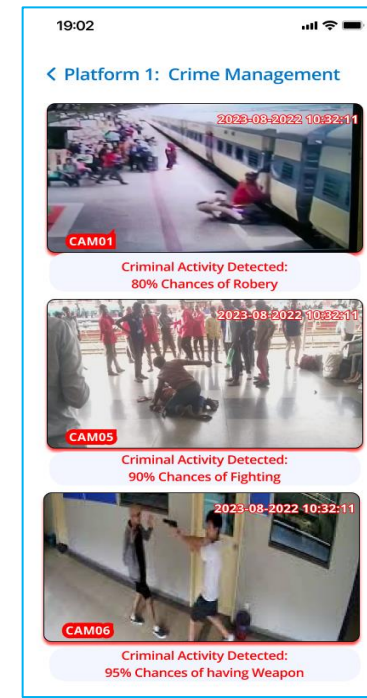 19:02
< Platform 1: Crime Management
2023-08-2022 10:32:11
CAM01
Criminal Activity Detected:
80% Chances of Robery
2023-08-2022 10:32:11
CAM05
Criminal Activity Detected:
90% Chances of Fighting
2023-08-2022 10:32:11
CAM06
Criminal Activity Detected:
95% Chances of having Weapon